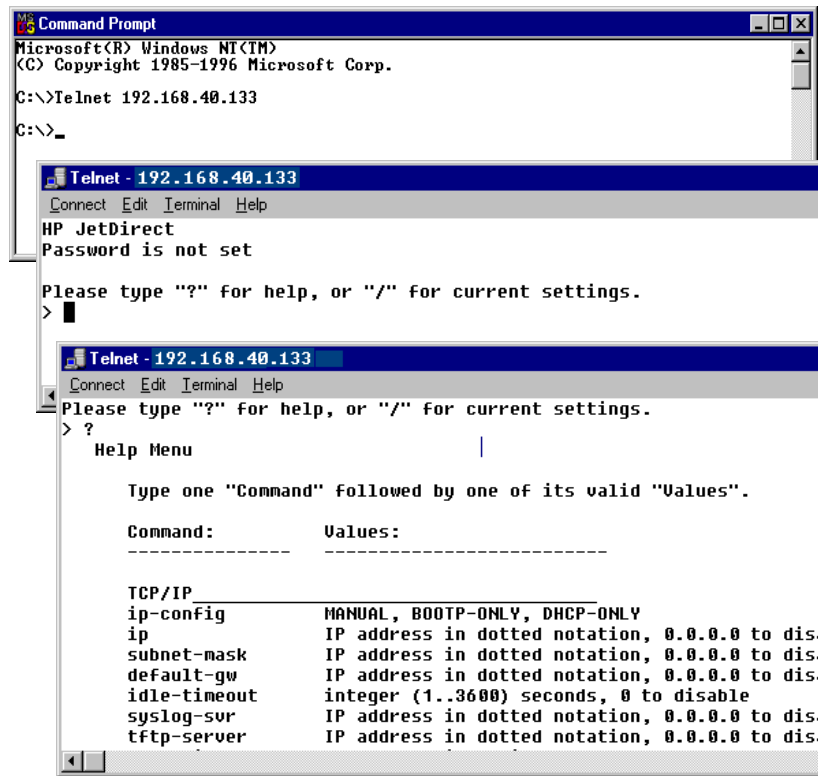 Command Prompt
Microsoft(R) Windows NT(TM)
(C) Copyright 1985-1996 Microsoft Corp.
C:\>Telnet 192.168.40.133
C:\>_
Telnet - 192.168.40.133
Connect Edit Terminal Help
HP JetDirect
Password is not set
Please type "?" for help, or "/" for current settings.
>
Telnet - 192.168.40.133
Connect Edit Terminal Help
Please type "?" for help, or "/" for current settings.
> ?
Help Menu
Type one "Command" followed by one of its valid "Values".
Command: Values:
--------------- --------------------------
TCP/IP
ip-config MANUAL, BOOTP-ONLY, DHCP-ONLY
ip IP address in dotted notation, 0.0.0.0 to dis
subnet-mask IP address in dotted notation, 0.0.0.0 to dis
default-gw IP address in dotted notation, 0.0.0.0 to dis
idle-timeout integer (1..3600) seconds, 0 to disable
syslog-svr IP address in dotted notation, 0.0.0.0 to dis
tftp-server IP address in dotted notation, 0.0.0.0 to dis